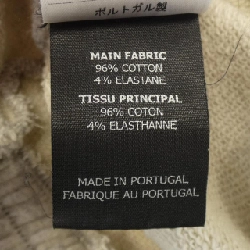 ポルトガル製
MAIN FABRIC
96% COTTON
4% ELASTANE
TISSU PRINCIPAL
96% COTON
4% ELASTHANNE
MADE IN PORTUGAL
FABRIQUE AU PORTUGAL